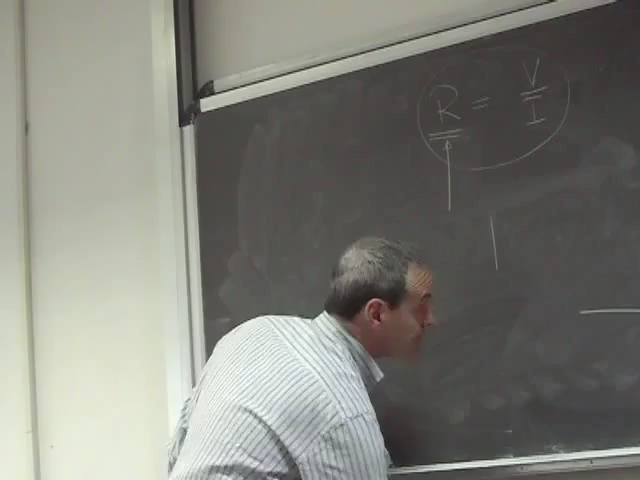 R = V/I